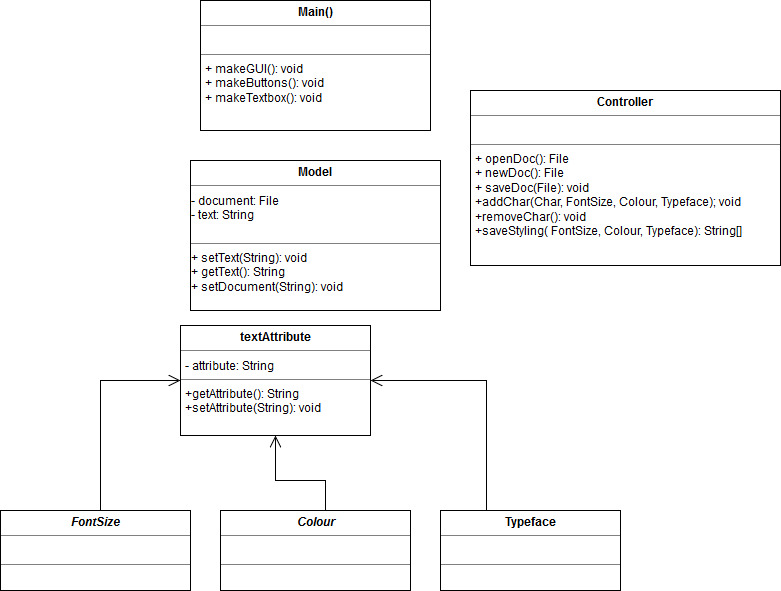 Main()
+ makeGUI(): void
+ makeButtons(): void
+ makeTextbox(): void
Controller
+ openDoc(): File
+ newDoc(): File
+ saveDoc(File): void
+addChar(Char, FontSize, Colour, Typeface); void
+removeChar(): void
+saveStyling( FontSize, Colour, Typeface): String[]
Model
- document: File
- text: String
+ setText(String): void
+ getText(): String
+ setDocument(String): void
textAttribute
- attribute: String
+getAttribute(): String
+setAttribute(String): void
FontSize
Colour
Typeface